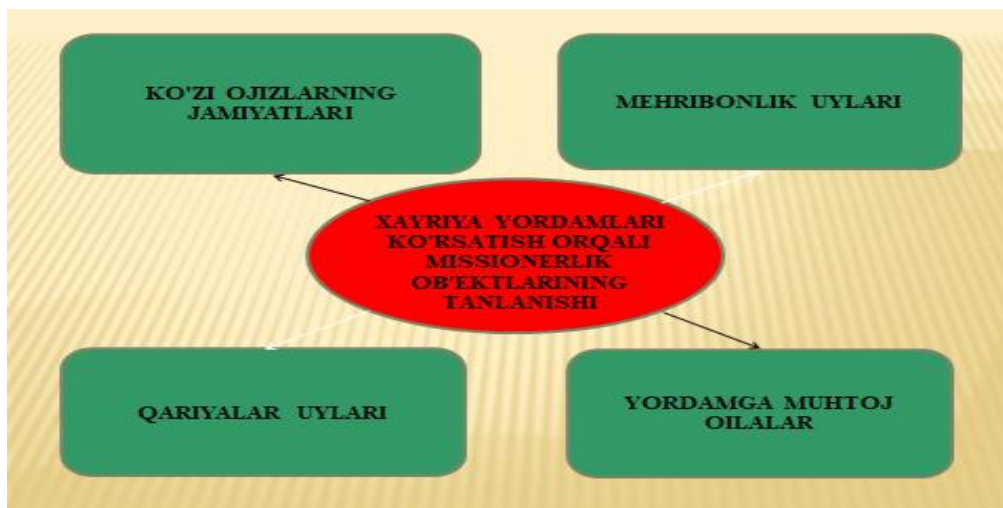 KO'ZI OJIZLARNING
JAMIYATLARI
MEHRIBONLIK UYLARI
XAYRIYA YORDAMLARI
KO'RSATISH ORQALI
MISSIONERLIK
OB'EKTLARINING
TANLANISHI
QARIYALAR UYLARI
YORDAMGA MUHTOJ
OILALAR